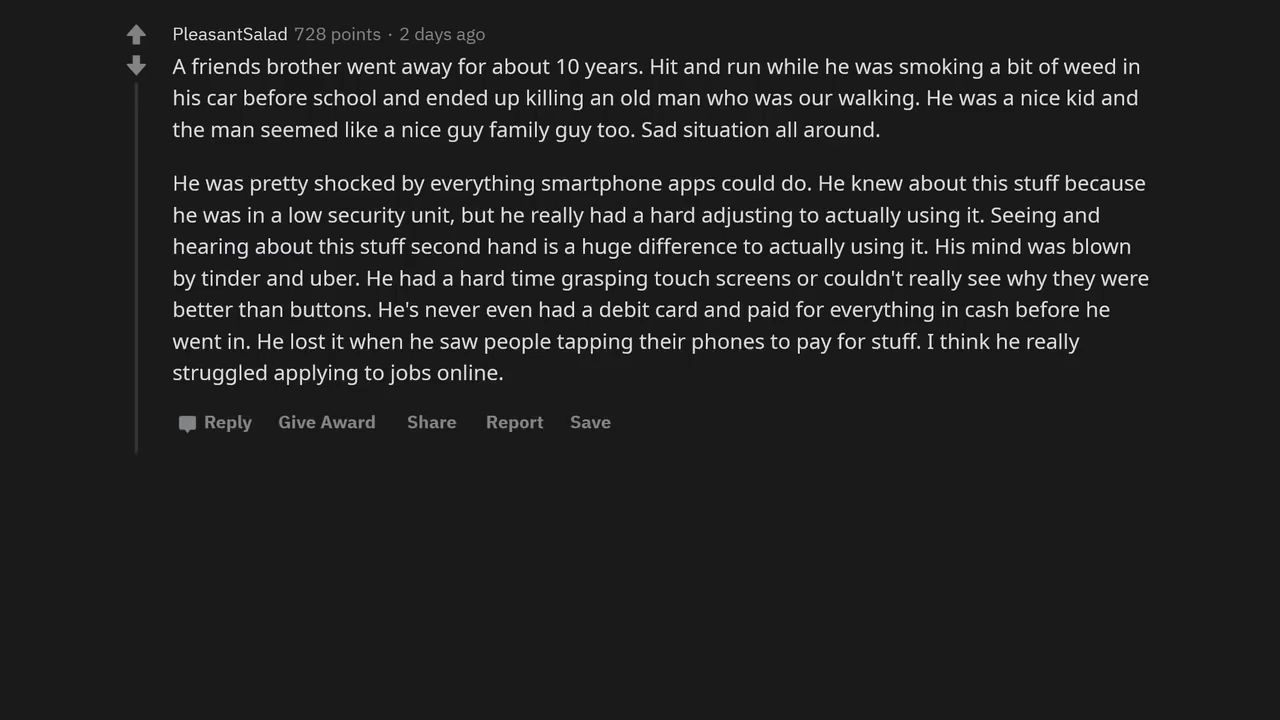 PleasantSalad 728 points · 2 days ago
A friends brother went away for about 10 years. Hit and run while he was smoking a bit of weed in
his car before school and ended up killing an old man who was our walking. He was a nice kid and
the man seemed like a nice guy family guy too. Sad situation all around.
He was pretty shocked by everything smartphone apps could do. He knew about this stuff because
he was in a low security unit, but he really had a hard adjusting to actually using it. Seeing and
hearing about this stuff second hand is a huge difference to actually using it. His mind was blown
by tinder and uber. He had a hard time grasping touch screens or couldn't really see why they were
better than buttons. He's never even had a debit card and paid for everything in cash before he
went in. He lost it when he saw people tapping their phones to pay for stuff. I think he really
struggled applying to jobs online.
Reply Give Award Share Report Save